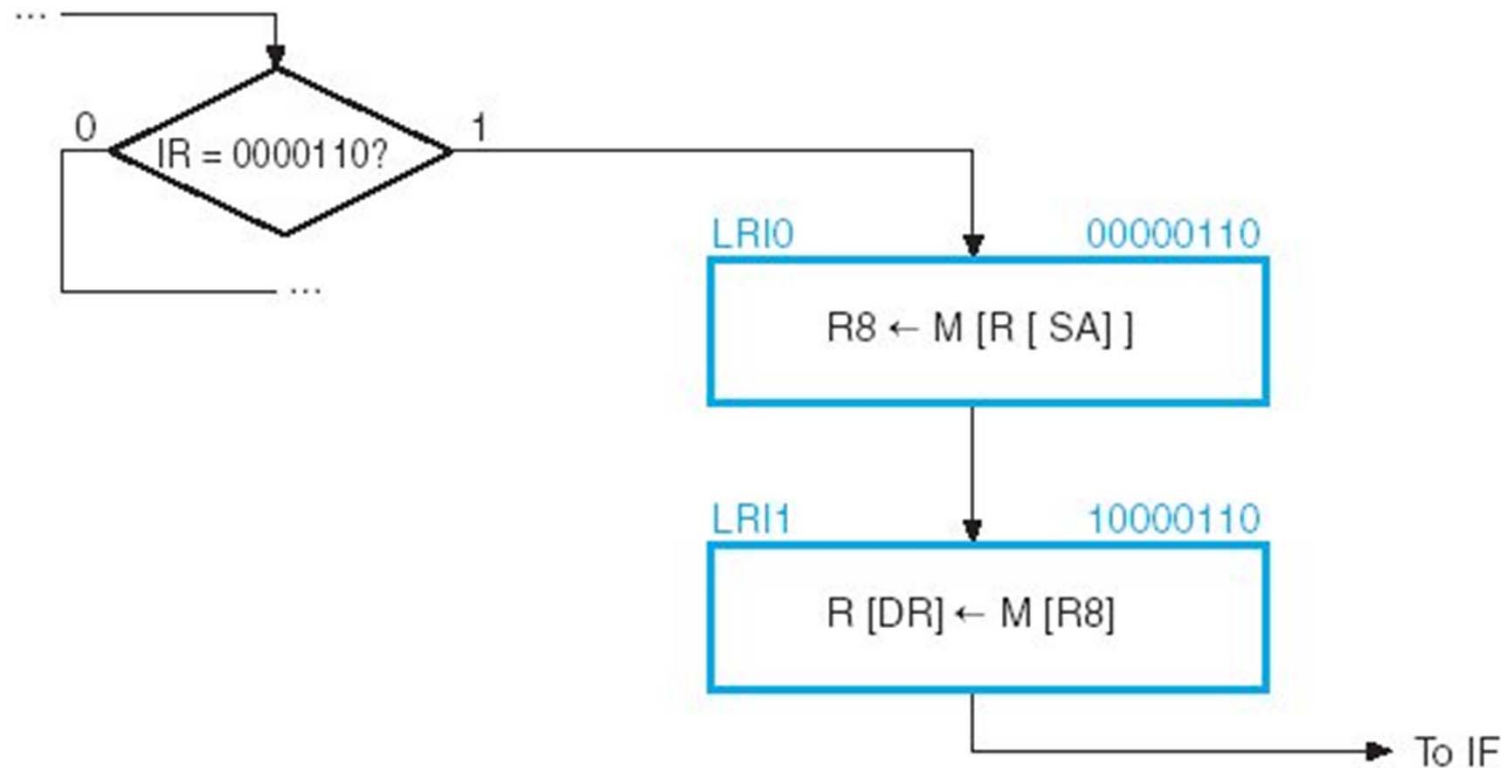 ...
0
1
IR = 0000110?
...
LRI0 00000110
R8 ← M [R [ SA] ]
LRI1 10000110
R [DR] ← M [R8]
To IF